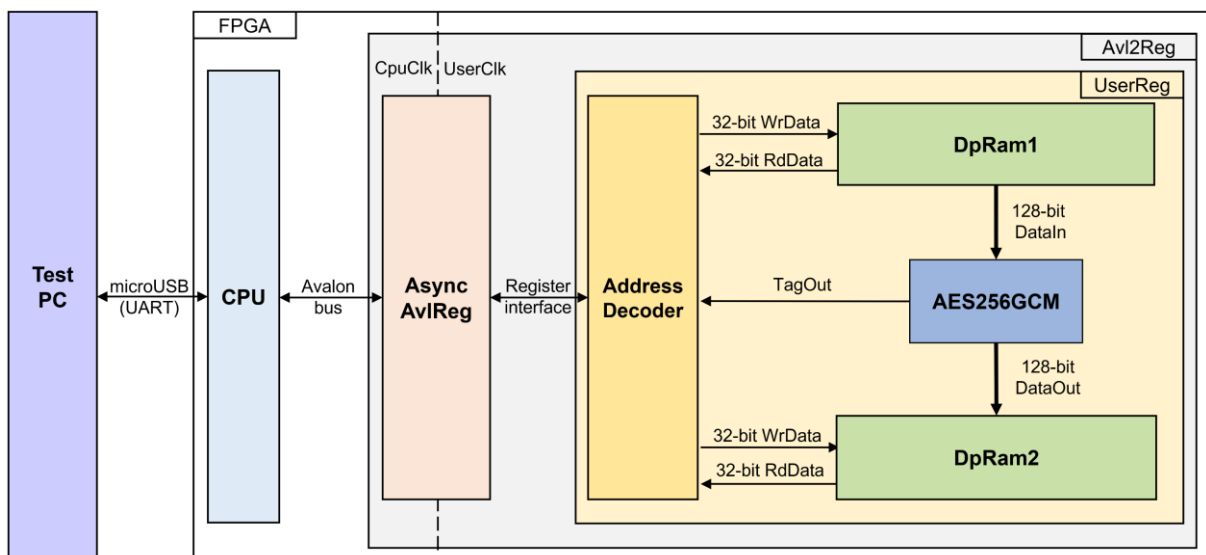 FPGA
Avl2Reg
CpuClk
UserClk
UserReg
32-bit WrData
DpRam1
32-bit RdData
128-bit
DataIn
Test
PC
microUSB
(UART)
CPU
Avalon
bus
Async
AvlReg
Register
interface
Address
Decoder
TagOut
AES256GCM
128-bit
DataOut
32-bit WrData
DpRam2
32-bit RdData